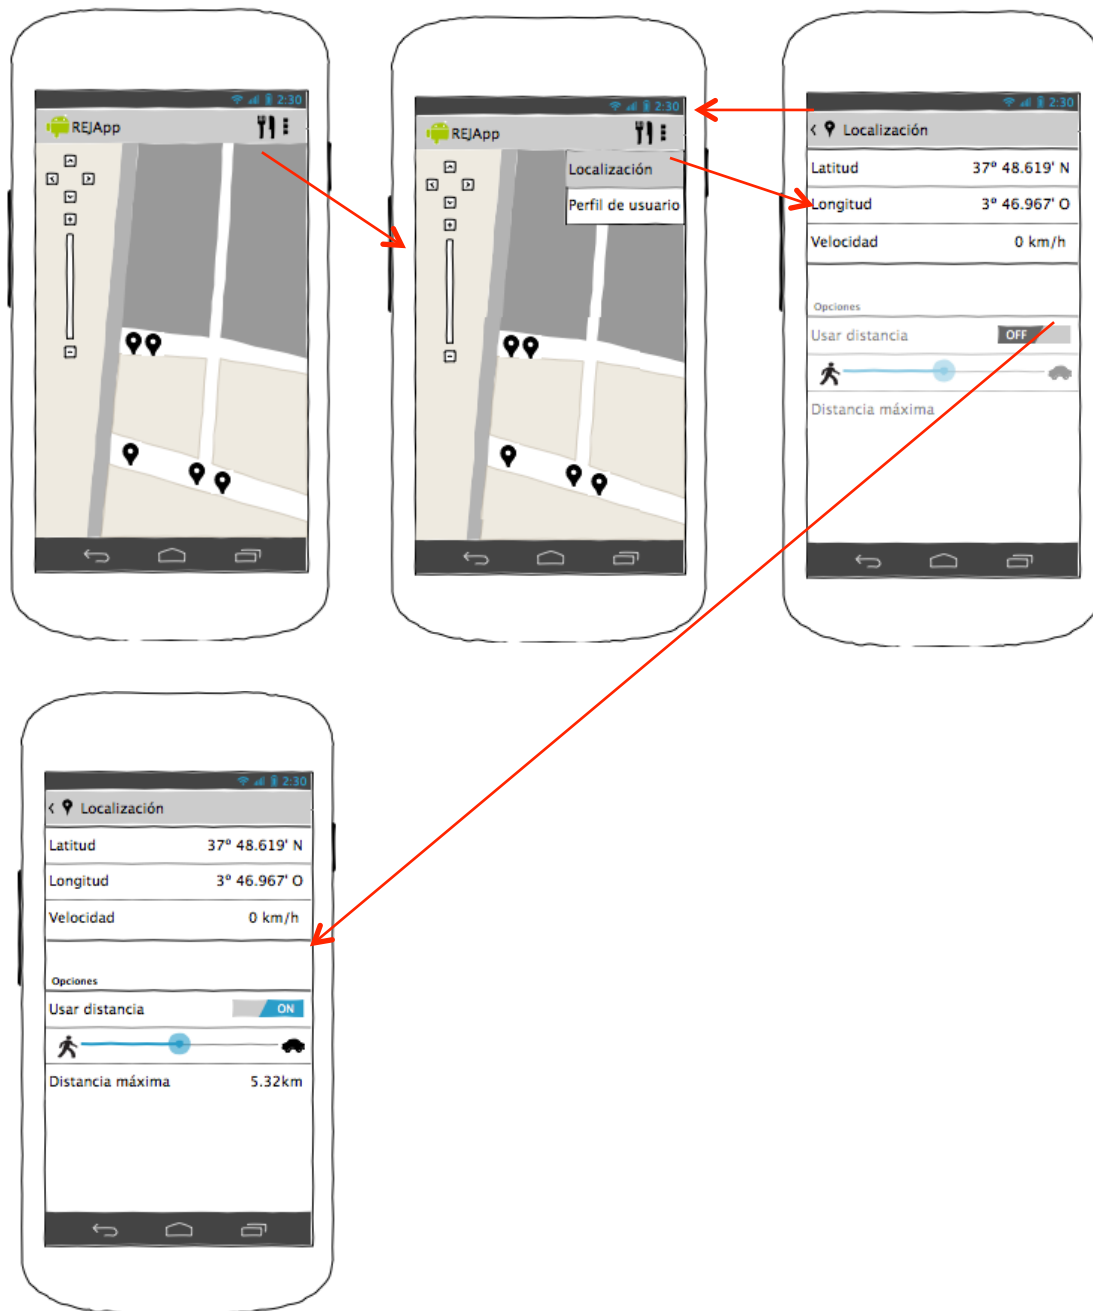 2:30
REJApp
2:30
REJApp
Localización
Perfil de usuario
2:30
Localización
Latitud 37º 48.619' N
Longitud 3º 46.967' O
Velocidad 0 km/h
Opciones
Usar distancia OFF
Distancia máxima
2:30
Localización
Latitud 37º 48.619' N
Longitud 3º 46.967' O
Velocidad 0 km/h
Opciones
Usar distancia ON
Distancia máxima 5.32km